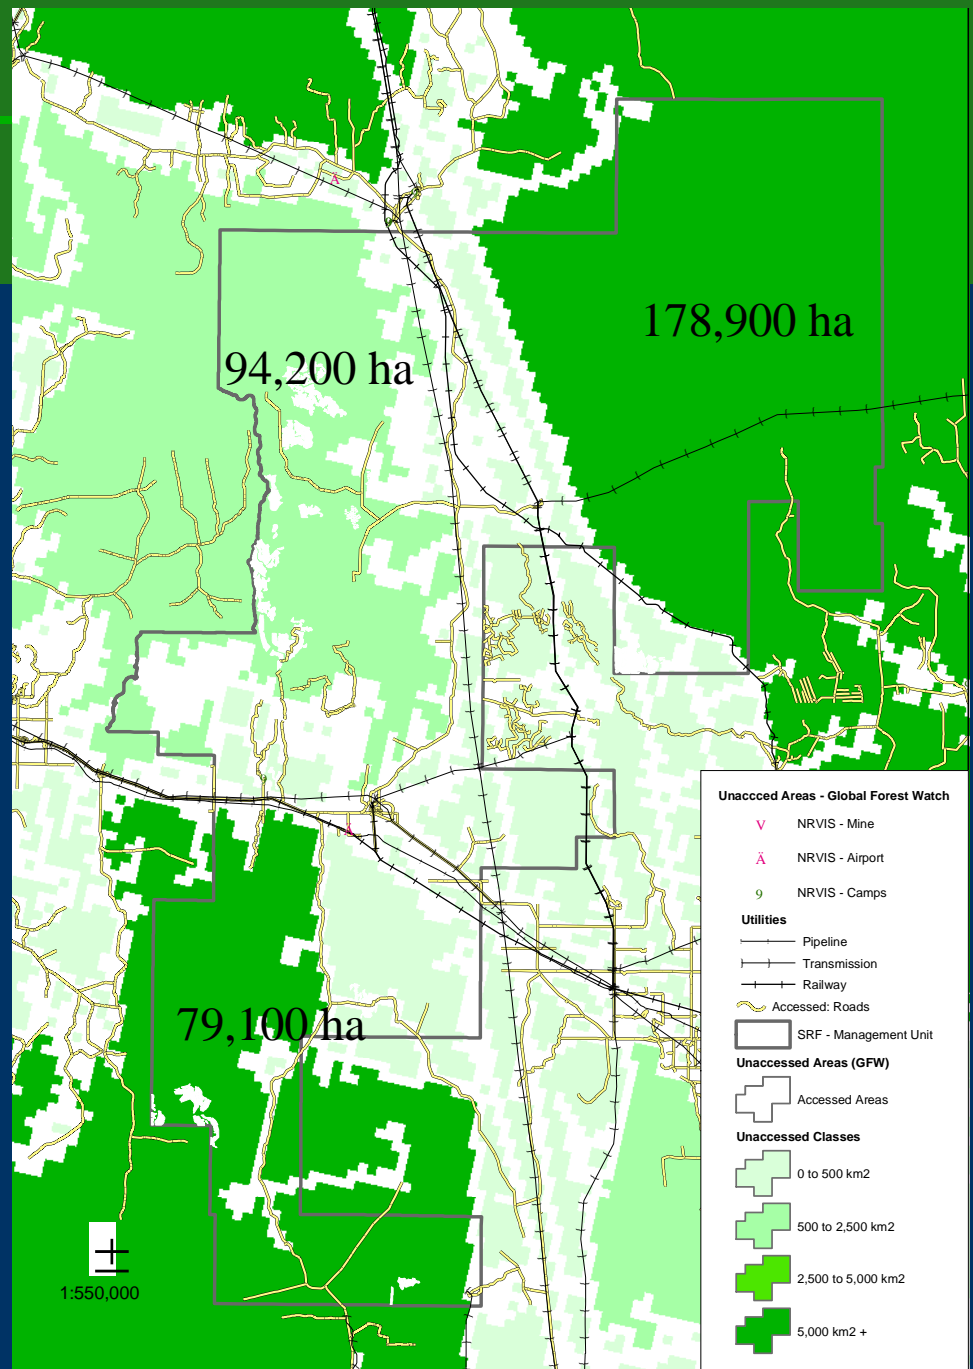 178,900 ha
94,200 ha
79,100 ha
1:550,000
Unaccced Areas - Global Forest Watch
V NRVIS - Mine
Ä NRVIS - Airport
9 NRVIS - Camps
Utilities
Pipeline
Transmission
Railway
Accessed: Roads
SRF - Management Unit
Unaccessed Areas (GFW)
Accessed Areas
Unaccessed Classes
0 to 500 km2
500 to 2,500 km2
2,500 to 5,000 km2
5,000 km2 +